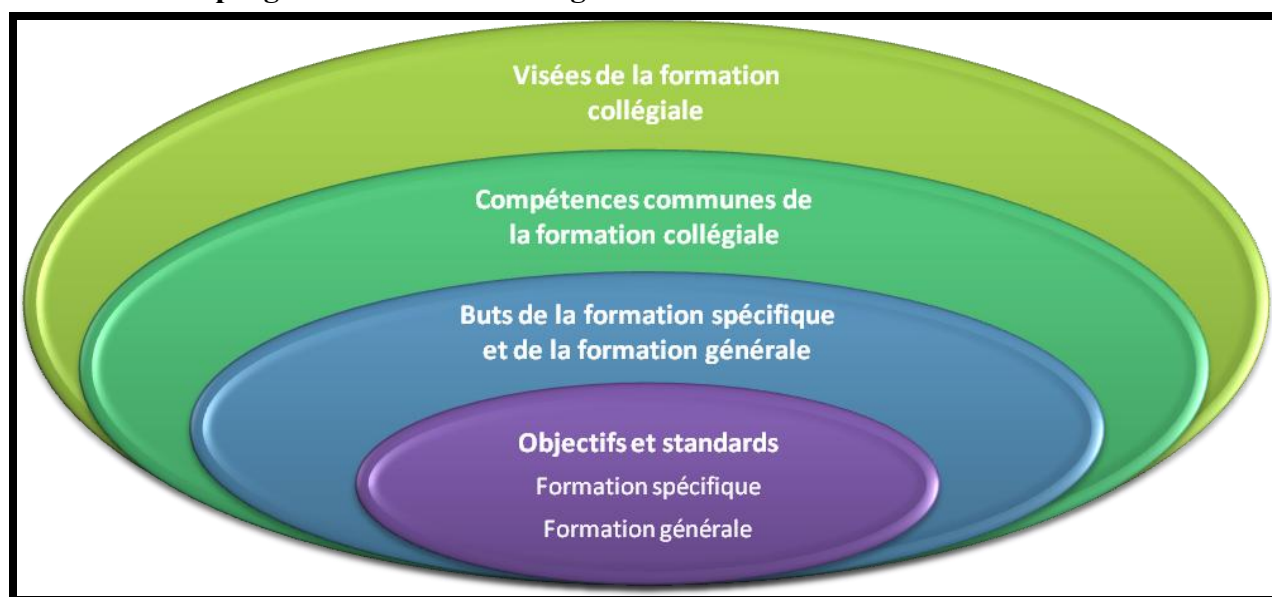 Visées de la formation
collégiale
Compétences communes de
la formation collégiale
Buts de la formation spécifique
et de la formation générale
Objectifs et standards
Formation spécifique
Formation générale